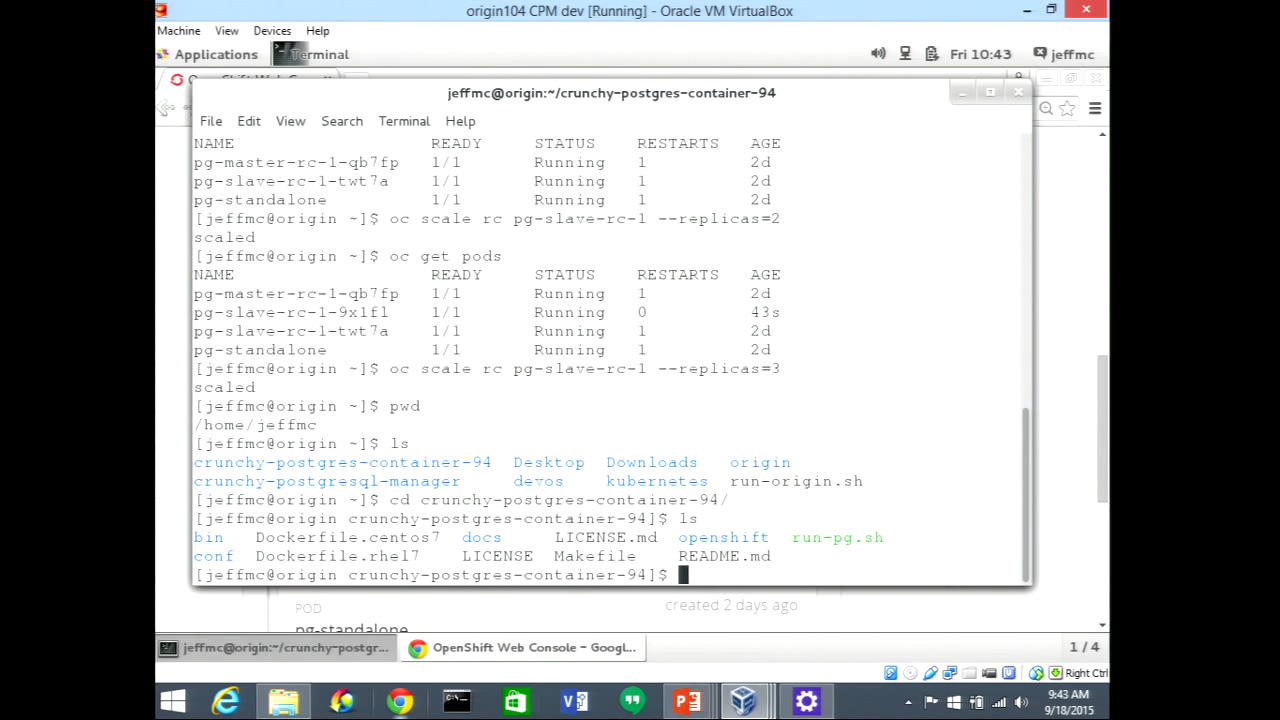 origin104 CPM dev [Running] - Oracle VM VirtualBox
Machine View Devices Help
Applications Terminal Fri 10:43 jeffmc
jeffmc@origin:~/crunchy-postgres-container-94
File Edit View Search Terminal Help
NAME READY STATUS RESTARTS AGE
pg-master-rc-1-qb7fp 1/1 Running 1 2d
pg-slave-rc-1-twt7a 1/1 Running 1 2d
pg-standalone 1/1 Running 1 2d
[jeffmc@origin ~]$ oc scale rc pg-slave-rc-1 --replicas=2
scaled
[jeffmc@origin ~]$ oc get pods
NAME READY STATUS RESTARTS AGE
pg-master-rc-1-qb7fp 1/1 Running 1 2d
pg-slave-rc-1-9x1fl 1/1 Running 0 43s
pg-slave-rc-1-twt7a 1/1 Running 1 2d
pg-standalone 1/1 Running 1 2d
[jeffmc@origin ~]$ oc scale rc pg-slave-rc-1 --replicas=3
scaled
[jeffmc@origin ~]$ pwd
/home/jeffmc
[jeffmc@origin ~]$ ls
crunchy-postgres-container-94 Desktop Downloads origin
crunchy-postgresql-manager devos kubernetes run-origin.sh
[jeffmc@origin ~]$ cd crunchy-postgres-container-94/
[jeffmc@origin crunchy-postgres-container-94]$ ls
bin Dockerfile.centos7 docs LICENSE.md openshift run-pg.sh
conf Dockerfile.rhel7 LICENSE Makefile README.md
[jeffmc@origin crunchy-postgres-container-94]$
POD created 2 days ago
pg-standalone
jeffmc@origin:~/crunchy-postgr... OpenShift Web Console - Googl... 1 / 4
Right Ctrl
9:43 AM
9/18/2015